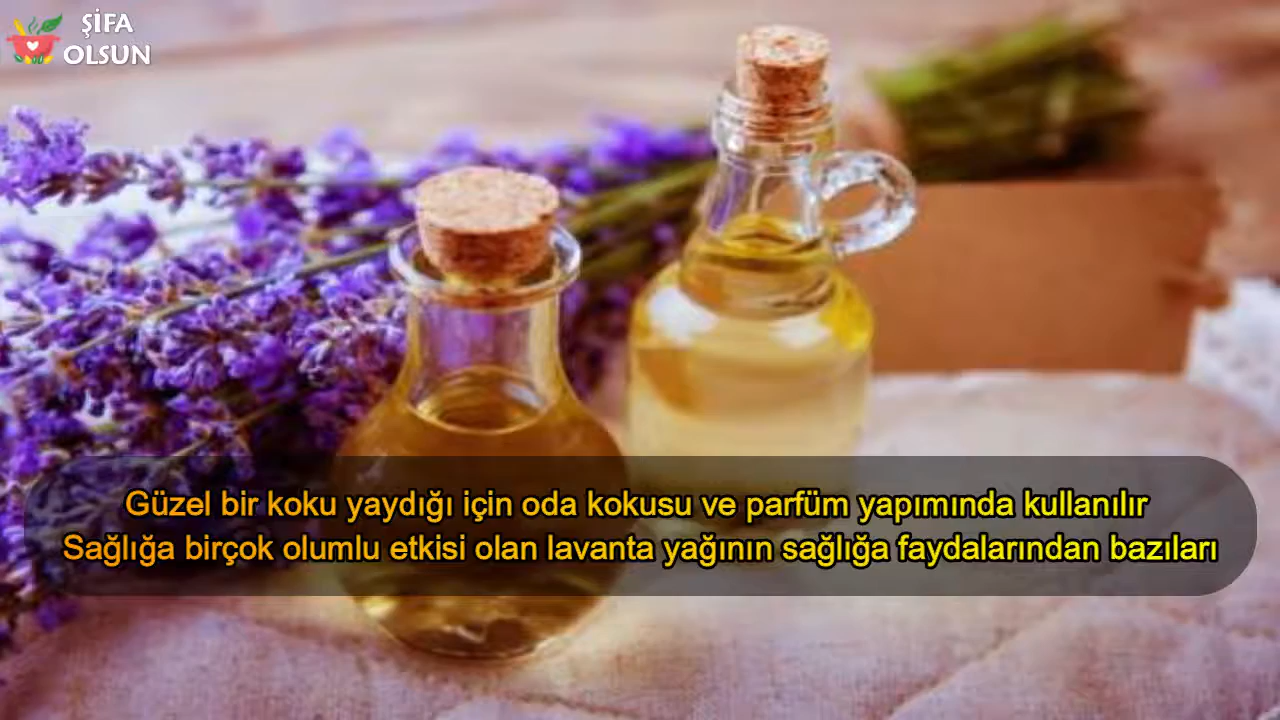 ŞİFA
OLSUN
Güzel bir koku yaydığı için oda kokusu ve parfüm yapımında kullanılır
Sağlığa birçok olumlu etkisi olan lavanta yağının sağlığa faydalarından bazıları